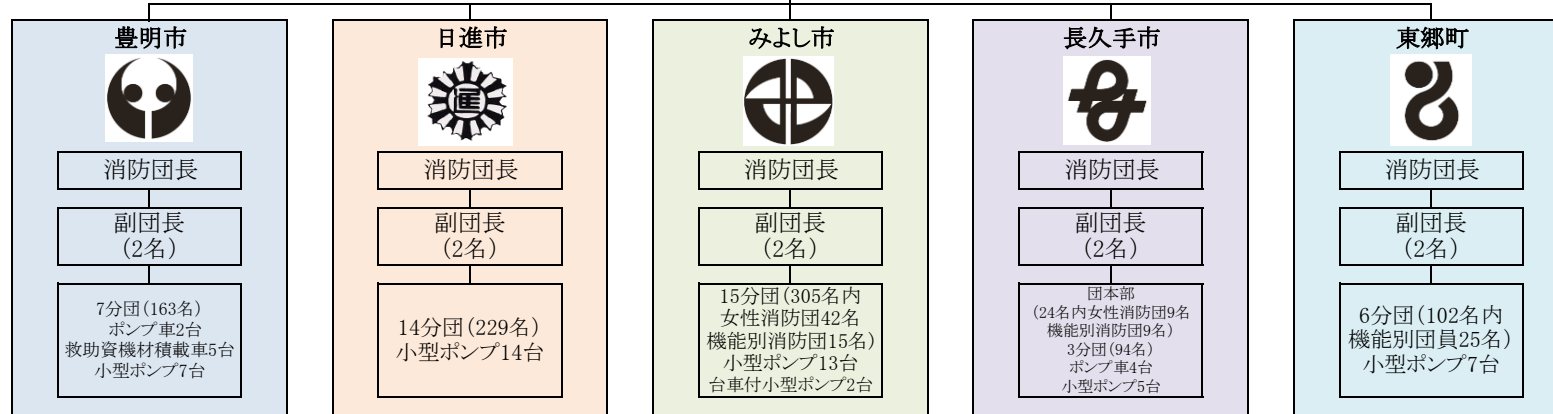 豊明市
消防団長
副団長
(2名)
7分団(163名)
ポンプ車2台
救助資機材積載車5台
小型ポンプ7台
日進市
消防団長
副団長
(2名)
14分団(229名)
小型ポンプ14台
みよし市
消防団長
副団長
(2名)
15分団(305名内
女性消防団42名
機能別消防団15名)
小型ポンプ13台
台車付小型ポンプ2台
長久手市
消防団長
副団長
(2名)
団本部
(24名内女性消防団9名
機能別消防団9名)
3分団(94名)
ポンプ車4台
小型ポンプ5台
東郷町
消防団長
副団長
(2名)
6分団(102名内
機能別団員25名)
小型ポンプ7台